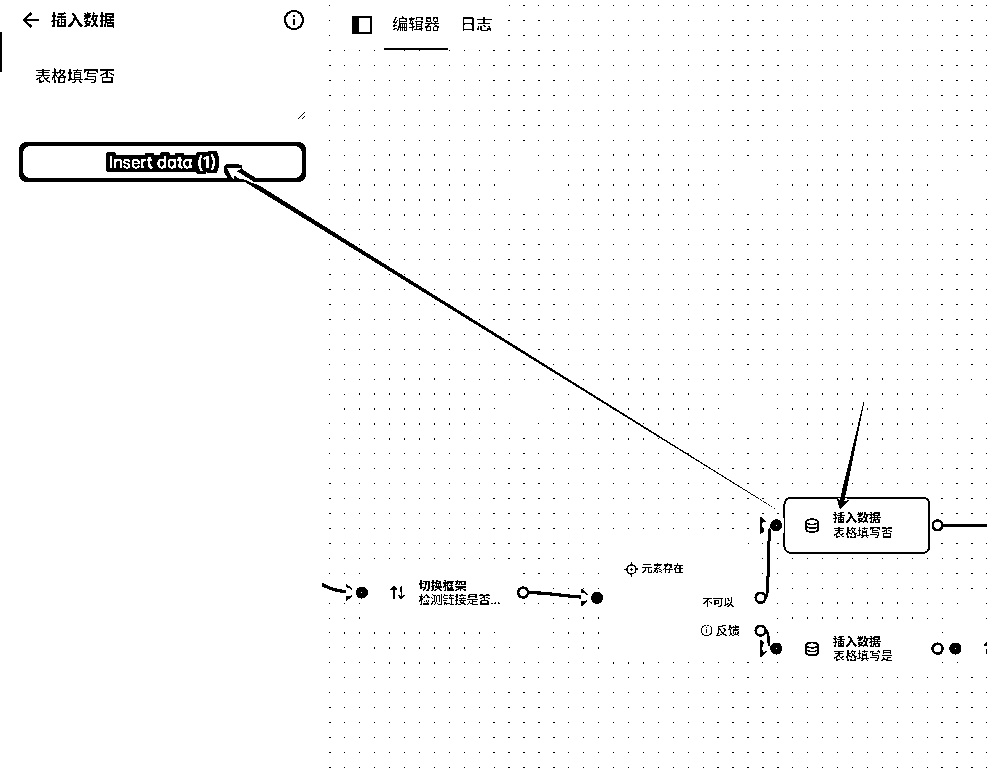 插入数据
编辑器
日志
表格填写否
Insert data (1)
插入数据
表格填写否
元素存在
切换框架
检测链接是否...
不可以
反馈
插入数据
表格填写是